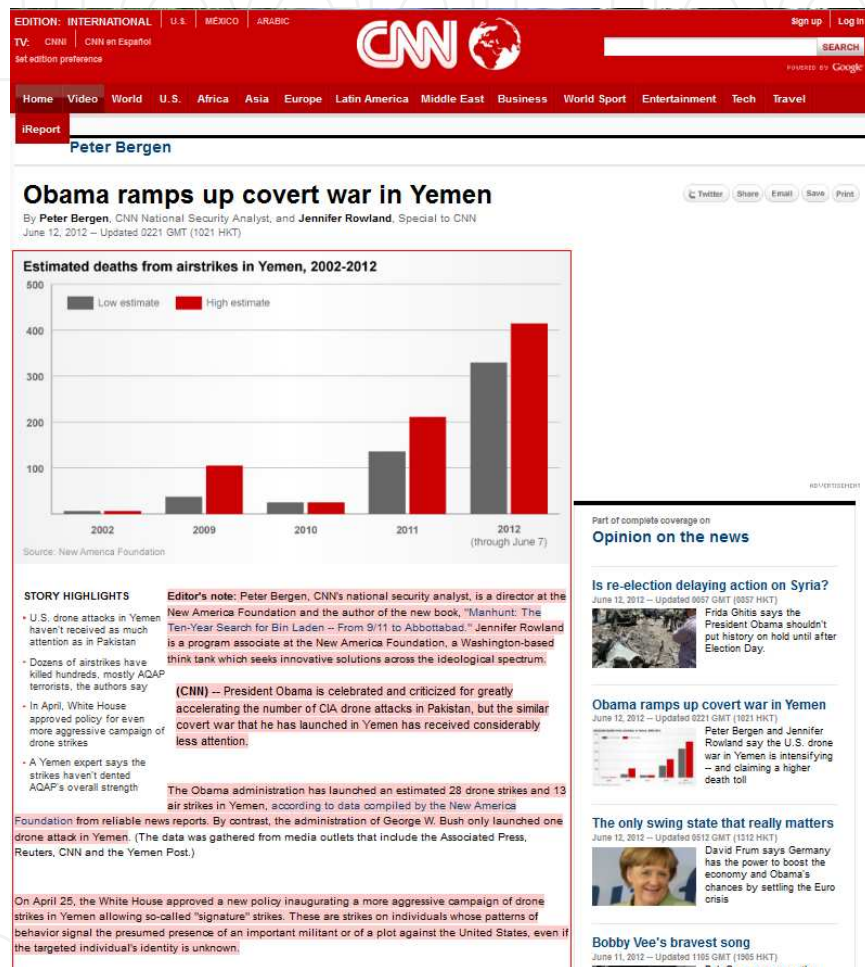 EDITION: INTERNATIONAL U.S. MÉXICO ARABIC
TV: CNNi CNN en Español
Set edition preference
CNN
Sign up Log in
SEARCH
POWERED BY Google
Home Video World U.S. Africa Asia Europe Latin America Middle East Business World Sport Entertainment Tech Travel
iReport
Peter Bergen
Obama ramps up covert war in Yemen
By Peter Bergen, CNN National Security Analyst, and Jennifer Rowland, Special to CNN
June 12, 2012 -- Updated 0221 GMT (1021 HKT)
Twitter Share Email Save Print
Estimated deaths from airstrikes in Yemen, 2002-2012
500
Low estimate High estimate
400
300
200
100
2002 2009 2010 2011 2012
(through June 7)
Source: New America Foundation
ADVERTISEMENT
STORY HIGHLIGHTS
U.S. drone attacks in Yemen
haven't received as much
attention as in Pakistan
Dozens of airstrikes have
killed hundreds, mostly AQAP
terrorists, the authors say
In April, White House
approved policy for even
more aggressive campaign of
drone strikes
A Yemen expert says the
strikes haven't dented
AQAP's overall strength
Editor's note: Peter Bergen, CNN's national security analyst, is a director at the
New America Foundation and the author of the new book, "Manhunt: The
Ten-Year Search for Bin Laden -- From 9/11 to Abbottabad." Jennifer Rowland
is a program associate at the New America Foundation, a Washington-based
think tank which seeks innovative solutions across the ideological spectrum.
(CNN) -- President Obama is celebrated and criticized for greatly
accelerating the number of CIA drone attacks in Pakistan, but the similar
covert war that he has launched in Yemen has received considerably
less attention.
The Obama administration has launched an estimated 28 drone strikes and 13
air strikes in Yemen, according to data compiled by the New America
Foundation from reliable news reports. By contrast, the administration of George W. Bush only launched one
drone attack in Yemen. (The data was gathered from media outlets that include the Associated Press,
Reuters, CNN and the Yemen Post.)
On April 25, the White House approved a new policy inaugurating a more aggressive campaign of drone
strikes in Yemen allowing so-called "signature" strikes. These are strikes on individuals whose patterns of
behavior signal the presumed presence of an important militant or of a plot against the United States, even if
the targeted individual's identity is unknown.
Part of complete coverage on
Opinion on the news
Is re-election delaying action on Syria?
June 12, 2012 -- Updated 0057 GMT (0857 HKT)
Frida Ghitis says the
President Obama shouldn't
put history on hold until after
Election Day.
Obama ramps up covert war in Yemen
June 12, 2012 -- Updated 0221 GMT (1021 HKT)
Peter Bergen and Jennifer
Rowland say the U.S. drone
war in Yemen is intensifying
-- and claiming a higher
death toll
The only swing state that really matters
June 12, 2012 -- Updated 0512 GMT (1312 HKT)
David Frum says Germany
has the power to boost the
economy and Obama's
chances by settling the Euro
crisis
Bobby Vee's bravest song
June 11, 2012 -- Updated 1105 GMT (1905 HKT)